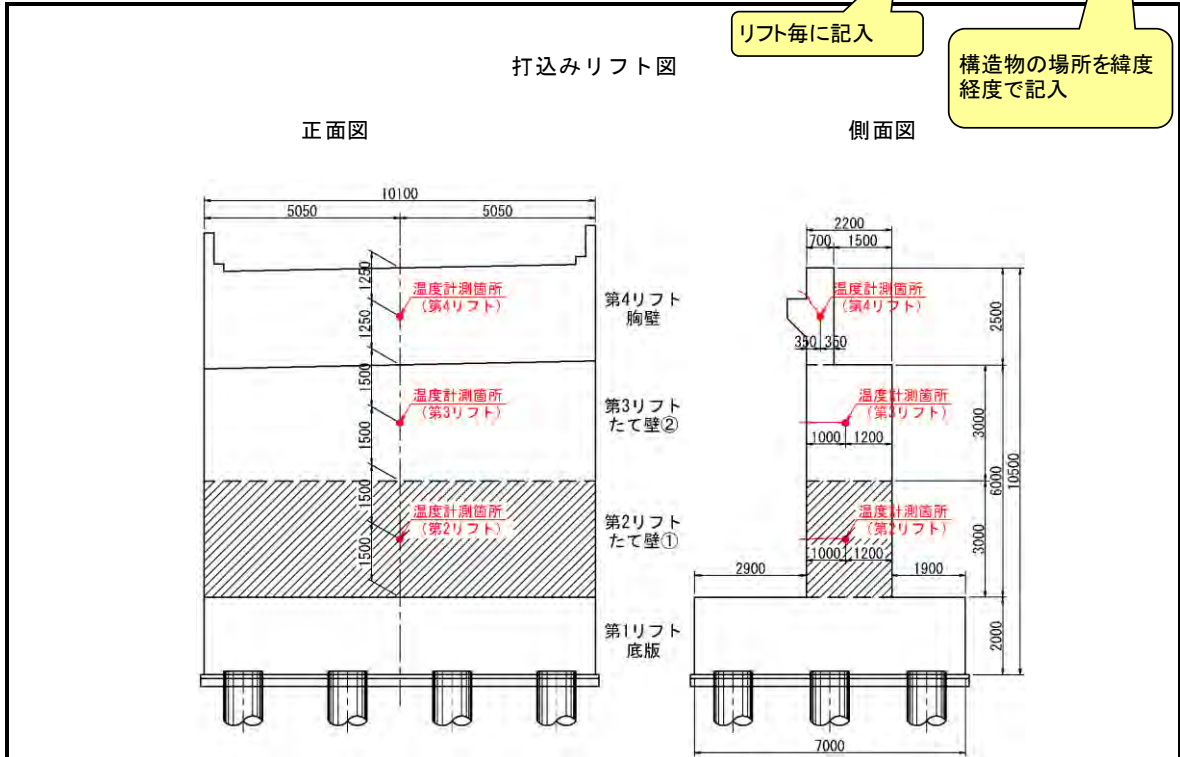 リフト毎に記入
構造物の場所を緯度
経度で記入
打込みリフト図
正面図
側面図
10100
5050
5050
1250
1250
1500
1500
1500
1500
温度計測箇所
(第4リフト)
温度計測箇所
(第3リフト)
温度計測箇所
(第2リフト)
第4リフト
胸壁
第3リフト
たて壁②
第2リフト
たて壁①
第1リフト
底版
2200
700
1500
温度計測箇所
(第4リフト)
350
350
2500
温度計測箇所
(第3リフト)
1000
1200
3000
6000
10500
温度計測箇所
(第2リフト)
1000
1200
3000
2900
1900
2000
7000